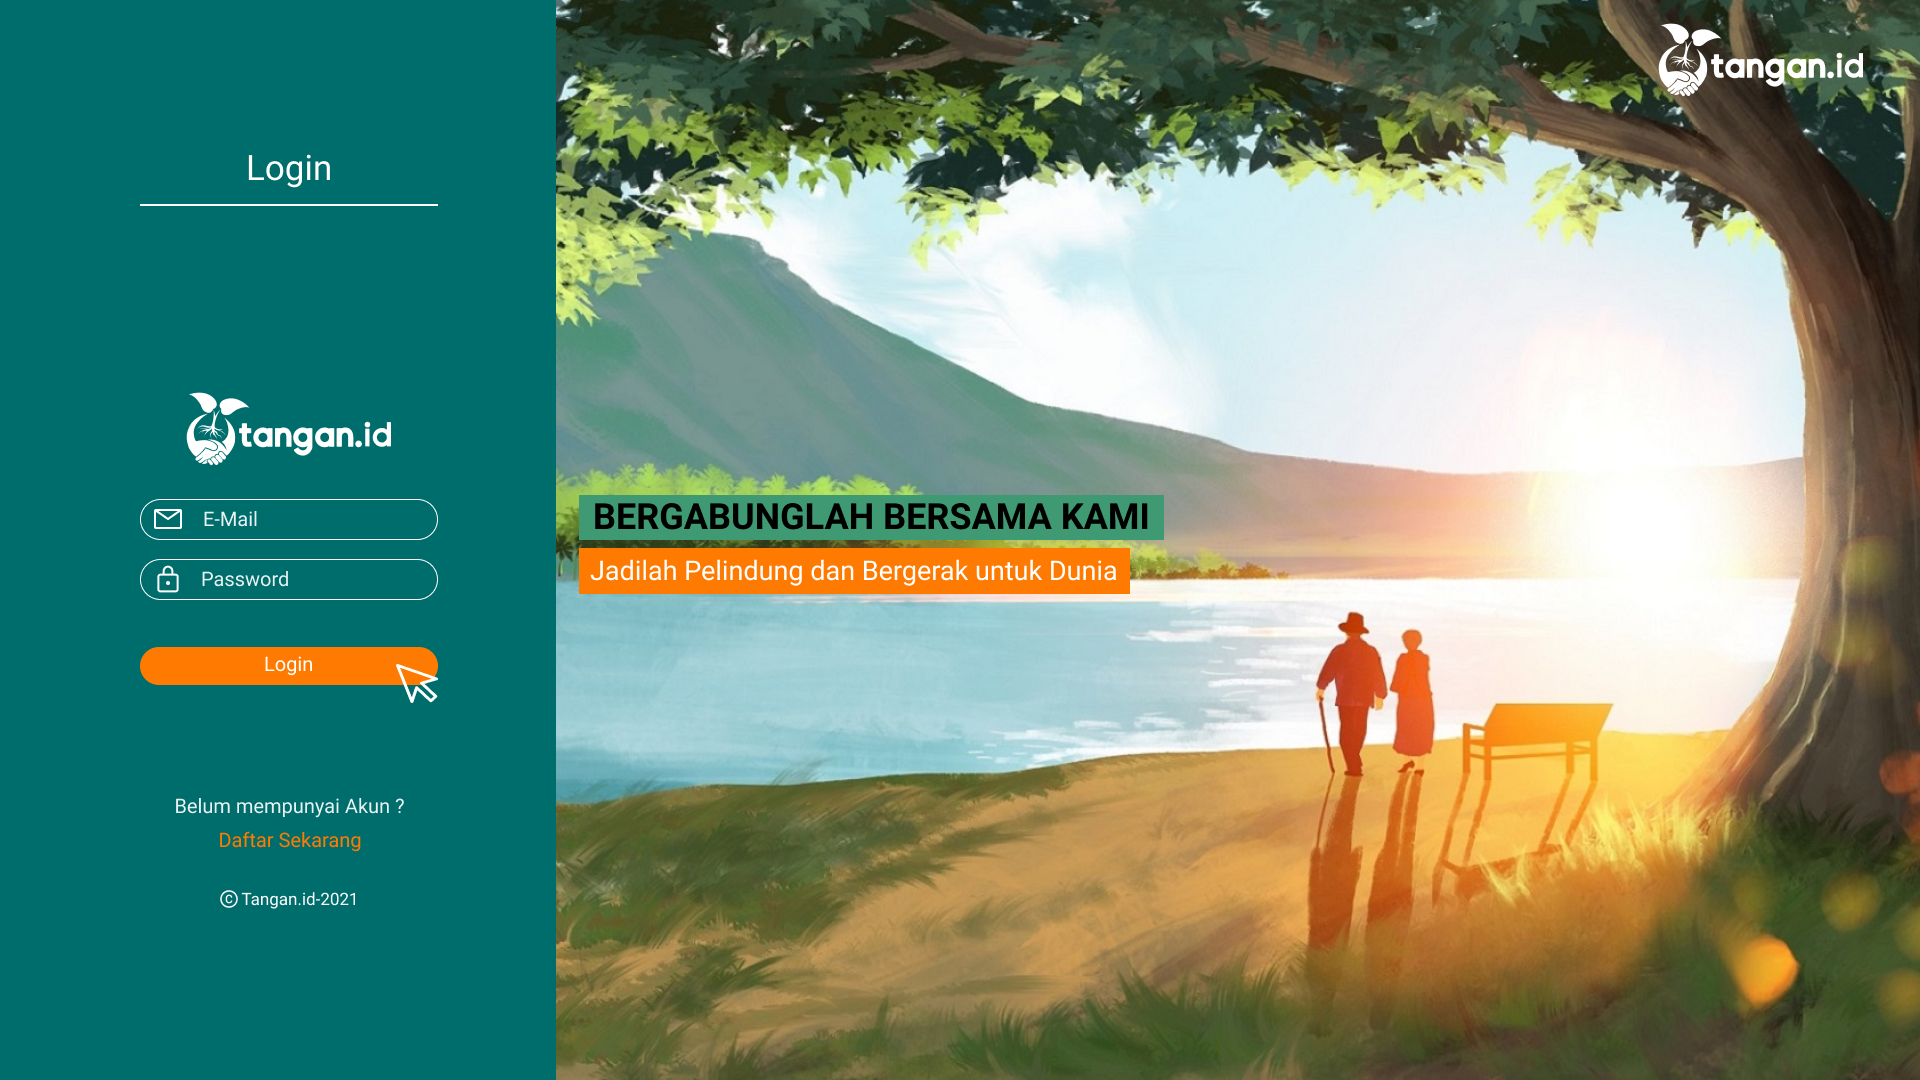 Login
tangan.id
E-Mail
Password
Login
Belum mempunyai Akun ?
Daftar Sekarang
© Tangan.id-2021
tangan.id
BERGABUNGLAH BERSAMA KAMI
Jadilah Pelindung dan Bergerak untuk Dunia